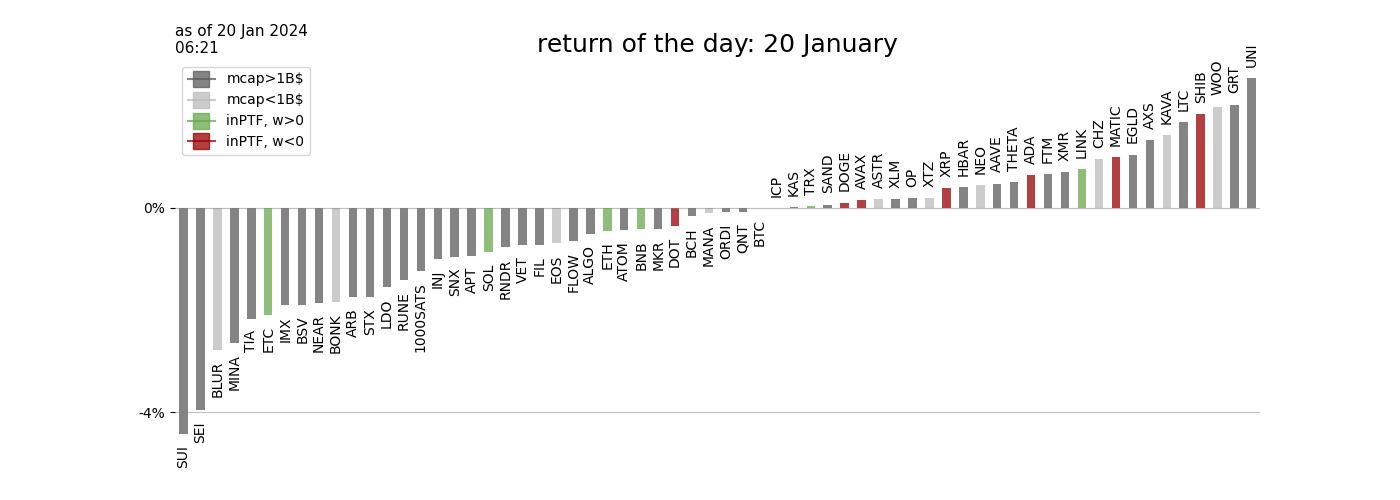 as of 20 Jan 2024
06:21
return of the day: 20 January
mcap>1B$
mcap<1B$
inPTF, w>0
inPTF, w<0
0%
-4%
SUI
SEI
BLUR
MINA
TIA
ETC
IMX
BSV
NEAR
BONK
ARB
STX
LDO
RUNE
1000SATS
INJ
SNX
APT
SOL
RNDR
VET
FIL
EOS
FLOW
ALGO
ETH
ATOM
BNB
MKR
DOT
BCH
MANA
ORDI
QNT
BTC
ICP
KAS
TRX
SAND
DOGE
AVAX
ASTR
XLM
OP
XTZ
XRP
HBAR
NEO
AAVE
THETA
ADA
FTM
XMR
LINK
CHZ
MATIC
EGLD
AXS
KAVA
LTC
SHIB
WOO
GRT
UNI